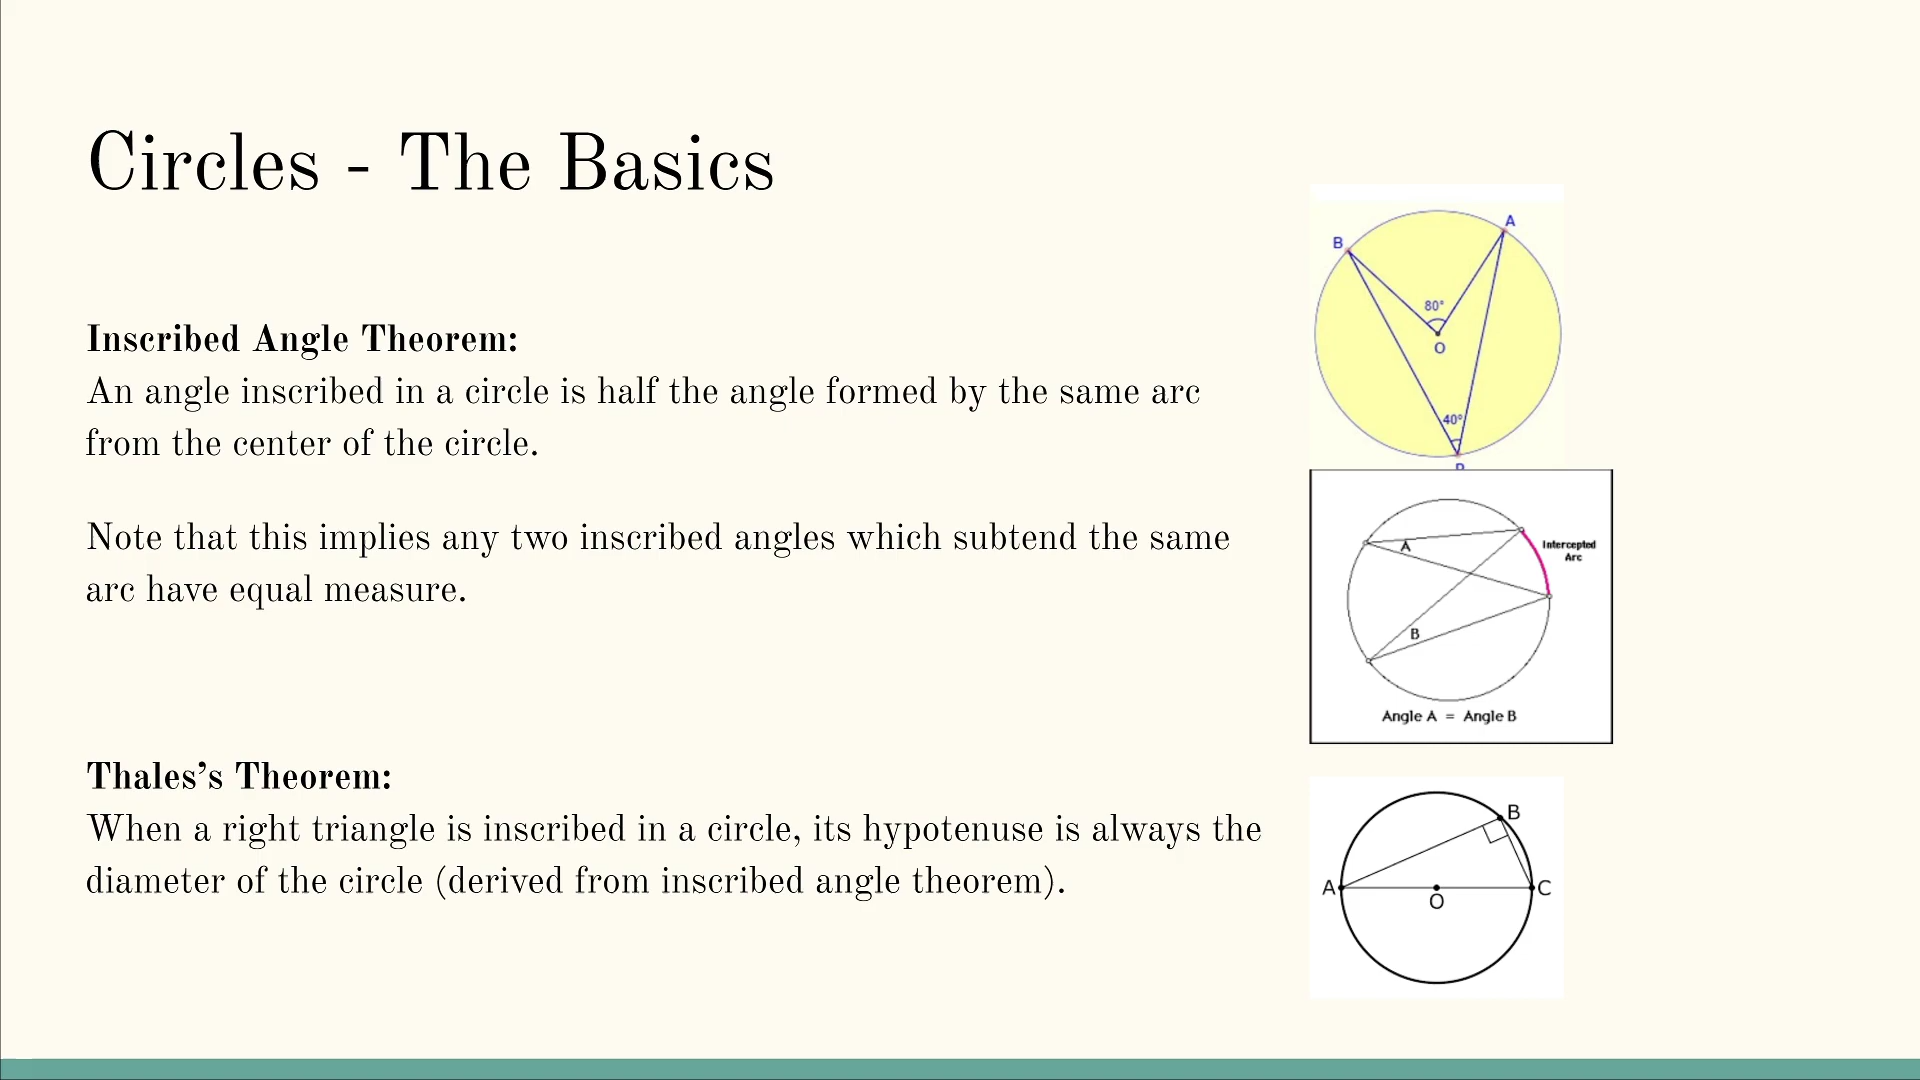 Circles - The Basics
Inscribed Angle Theorem:
An angle inscribed in a circle is half the angle formed by the same arc
from the center of the circle.
Note that this implies any two inscribed angles which subtend the same
arc have equal measure.
Thales’s Theorem:
When a right triangle is inscribed in a circle, its hypotenuse is always the
diameter of the circle (derived from inscribed angle theorem).
A
B
80°
O
40°
A
Intercepted
Arc
B
Angle A = Angle B
B
A
C
O